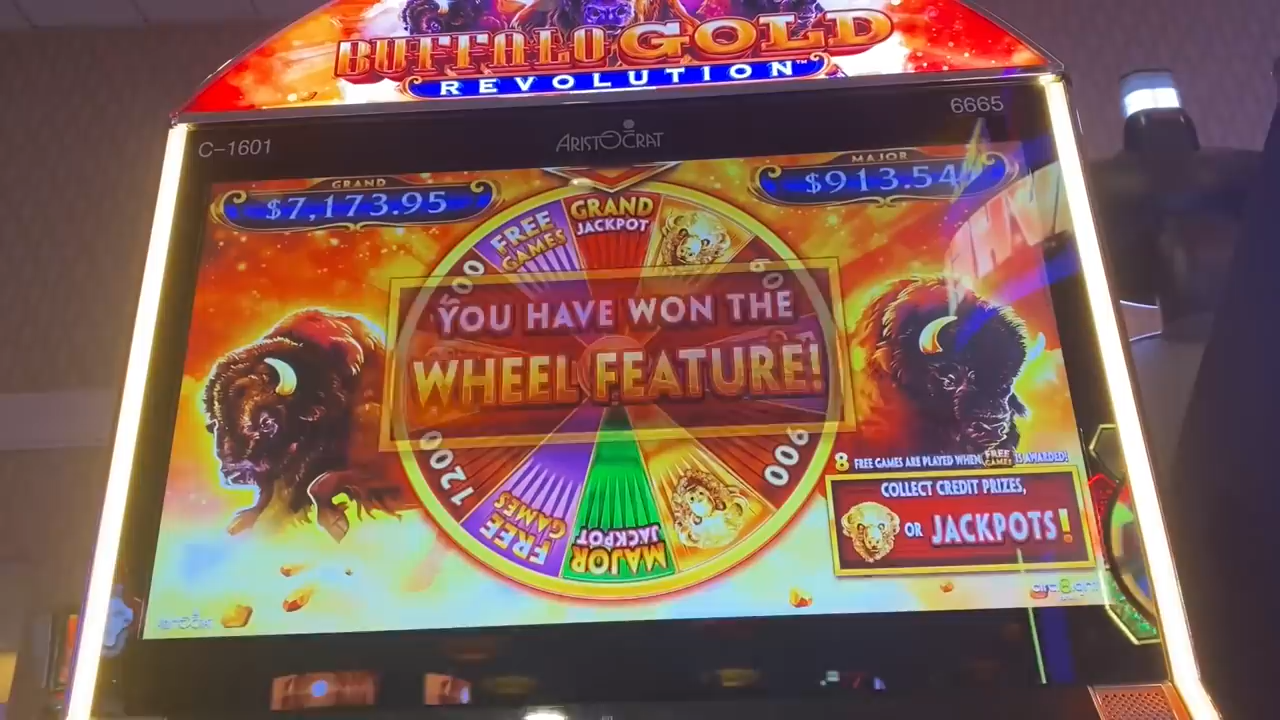 BUFFALO GOLD
REVOLUTION™
C-1601
6665
ARISTOCRAT
GRAND
$7,173.95
MAJOR
$913.54
FREE
GAMES
GRAND
JACKPOT
YOU HAVE WON THE
WHEEL FEATURE!
1200
FREE
GAMES
MAJOR
JACKPOT
900
8 FREE GAMES ARE PLAYED WHEN FREE GAMES IS AWARDED!
COLLECT CREDIT PRIZES,
OR JACKPOTS!